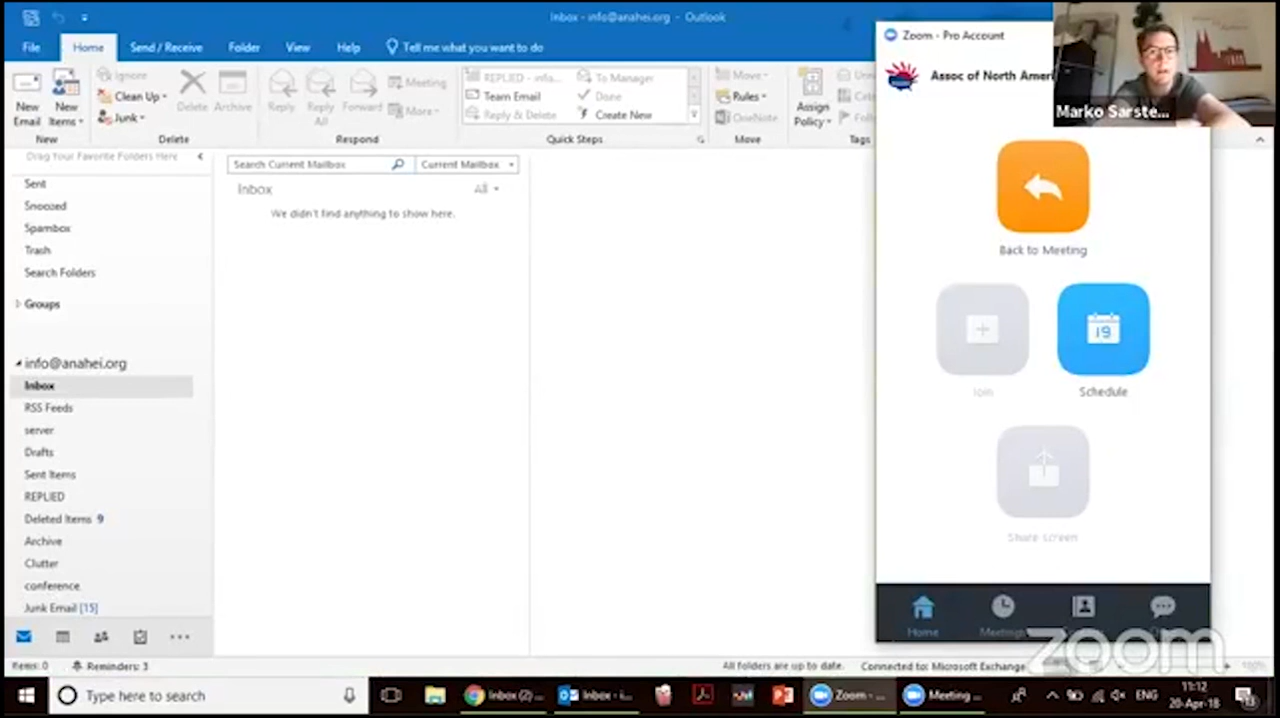 Inbox - info@anahei.org - Outlook
File Home Send / Receive Folder View Help Tell me what you want to do
New Email
New Items
Ignore
Clean Up
Junk
Delete
Archive
Reply
Reply All
Forward
Meeting
More
REPLIED - infa...
To Manager
Team Email
Done
Reply & Delete
Create New
Move
Rules
OneNote
Assign Policy
New
Delete
Respond
Quick Steps
Move
Tags
Drag Your Favorite Folders Here
Sent
Snoozed
Spambox
Trash
Search Folders
Groups
info@anahei.org
Inbox
RSS Feeds
server
Drafts
Sent Items
REPLIED
Deleted Items 9
Archive
Clutter
conference
Junk Email [15]
Search Current Mailbox
Current Mailbox
Inbox
All
We didn't find anything to show here.
Zoom - Pro Account
Assoc of North Ameri
Marko Sarste...
Back to Meeting
19
Join
Schedule
Share screen
Home
Meetings
zoom
Items: 0
Reminders: 3
All folders are up to date.
Connected to: Microsoft Exchange
100%
Type here to search
Inbox (2) ...
Inbox - i...
Zoom - ...
Meeting ...
ENG
11:12
20-Apr-18